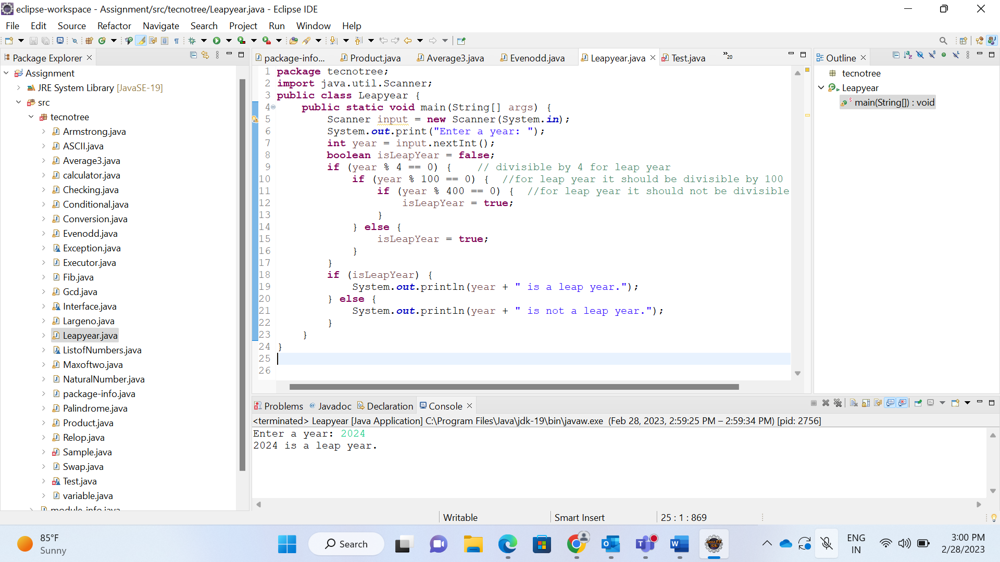 eclipse-workspace - Assignment/src/tecnotree/Leapyear.java - Eclipse IDE
File Edit Source Refactor Navigate Search Project Run Window Help
Package Explorer
Assignment
JRE System Library [JavaSE-19]
src
tecnotree
Armstrong.java
ASCII.java
Average3.java
calculator.java
Checking.java
Conditional.java
Conversion.java
Evenodd.java
Exception.java
Executor.java
Fib.java
Gcd.java
Interface.java
Largeno.java
Leapyear.java
ListofNumbers.java
Maxoftwo.java
NaturalNumber.java
package-info.java
Palindrome.java
Product.java
Relop.java
Sample.java
Swap.java
Test.java
variable.java
module-info.java
package-info... Product.java Average3.java Evenodd.java Leapyear.java Test.java »20
1 package tecnotree;
2 import java.util.Scanner;
3 public class Leapyear {
4 public static void main(String[] args) {
5 Scanner input = new Scanner(System.in);
6 System.out.print("Enter a year: ");
7 int year = input.nextInt();
8 boolean isLeapYear = false;
9 if (year % 4 == 0) { // divisible by 4 for leap year
10 if (year % 100 == 0) { //for leap year it should be divisible by 100
11 if (year % 400 == 0) { //for leap year it should not be divisible
12 isLeapYear = true;
13 }
14 } else {
15 isLeapYear = true;
16 }
17 }
18 if (isLeapYear) {
19 System.out.println(year + " is a leap year.");
20 } else {
21 System.out.println(year + " is not a leap year.");
22 }
23 }
24 }
25
26
Outline
tecnotree
Leapyear
main(String[]) : void
Problems Javadoc Declaration Console
<terminated> Leapyear [Java Application] C:\Program Files\Java\jdk-19\bin\javaw.exe (Feb 28, 2023, 2:59:25 PM – 2:59:34 PM) [pid: 2756]
Enter a year: 2024
2024 is a leap year.
Writable Smart Insert 25 : 1 : 869
85°F
Sunny
Search
ENG
IN
3:00 PM
2/28/2023